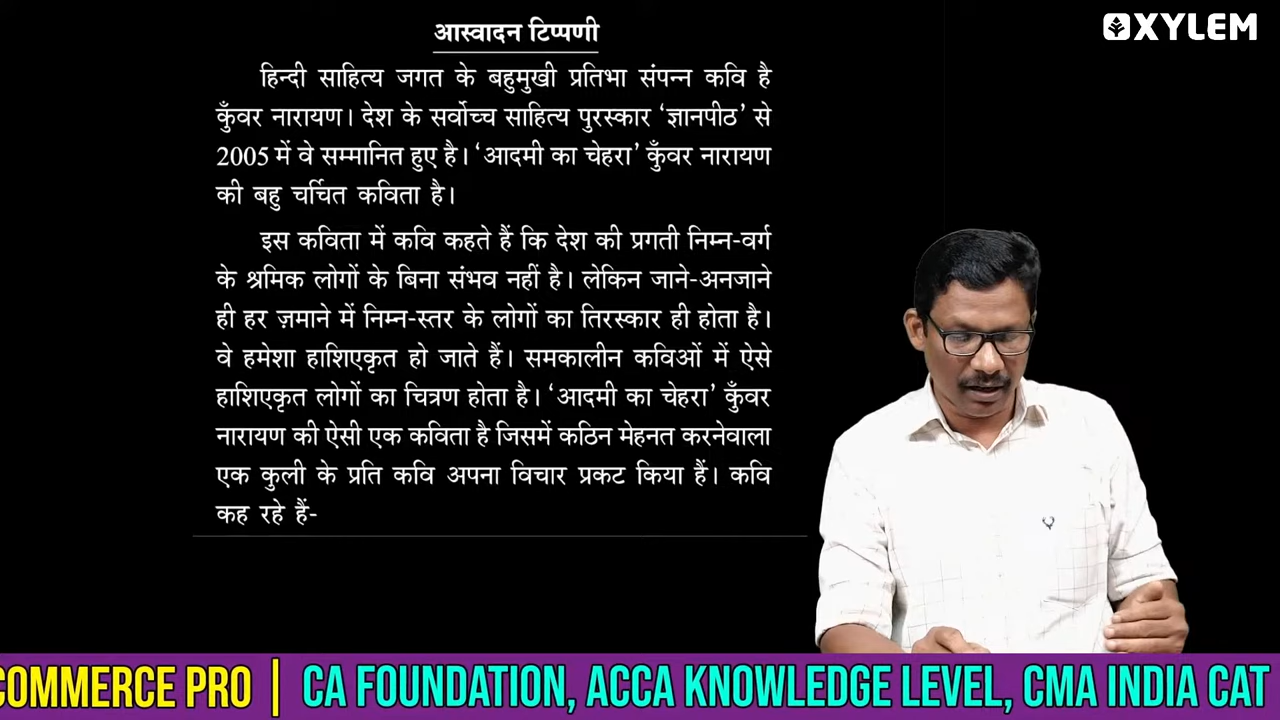 आस्वादन टिप्पणी
OXYLEM
हिन्दी साहित्य जगत के बहुमुखी प्रतिभा संपन्न कवि है
कुँवर नारायण। देश के सर्वोच्च साहित्य पुरस्कार ‘ज्ञानपीठ’ से
2005 में वे सम्मानित हुए है। ‘आदमी का चेहरा’ कुँवर नारायण
की बहु चर्चित कविता है।
इस कविता में कवि कहते हैं कि देश की प्रगती निम्न-वर्ग
के श्रमिक लोगों के बिना संभव नहीं है। लेकिन जाने-अनजाने
ही हर ज़माने में निम्न-स्तर के लोगों का तिरस्कार ही होता है।
वे हमेशा हाशिएकृत हो जाते हैं। समकालीन कविओं में ऐसे
हाशिएकृत लोगों का चित्रण होता है। ‘आदमी का चेहरा’ कुँवर
नारायण की ऐसी एक कविता है जिसमें कठिन मेहनत करनेवाला
एक कुली के प्रति कवि अपना विचार प्रकट किया हैं। कवि
कह रहे हैं-
COMMERCE PRO | CA FOUNDATION, ACCA KNOWLEDGE LEVEL, CMA INDIA CAT